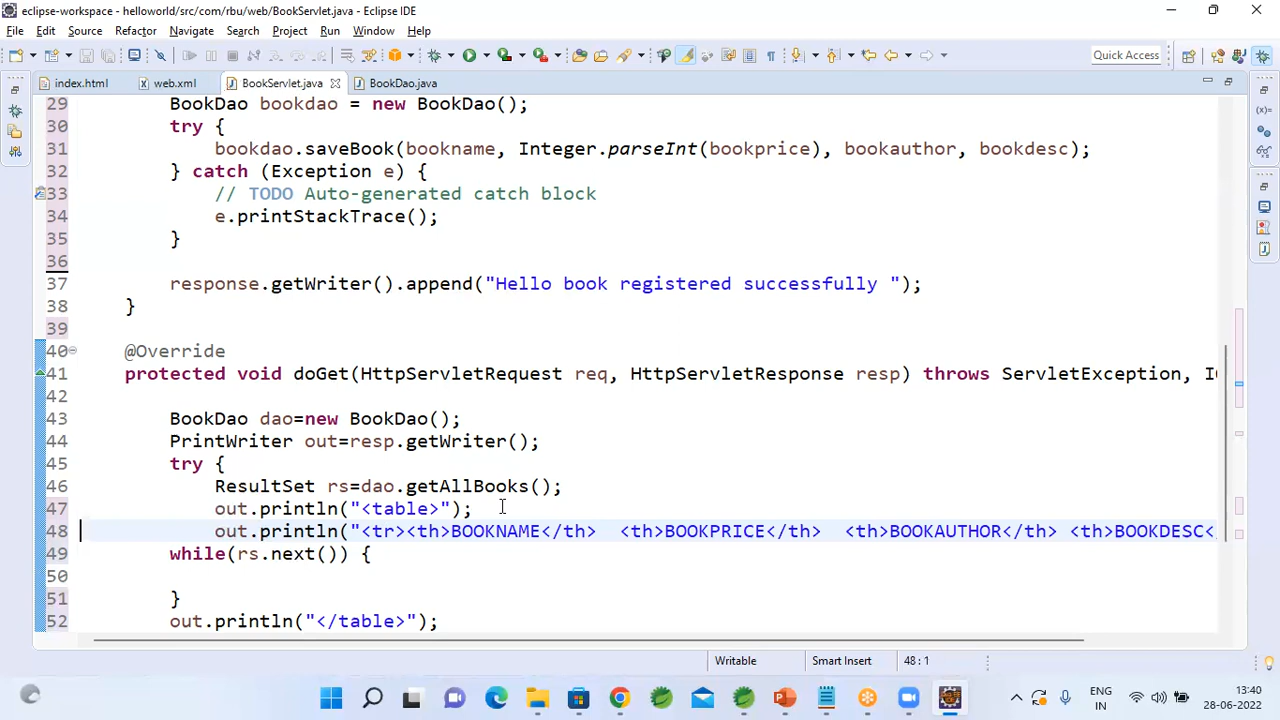 eclipse-workspace - helloworld/src/com/rbu/web/BookServlet.java - Eclipse IDE
File Edit Source Refactor Navigate Search Project Run Window Help
Quick Access
index.html web.xml BookServlet.java BookDao.java
29 BookDao bookdao = new BookDao();
30 try {
31 bookdao.saveBook(bookname, Integer.parseInt(bookprice), bookauthor, bookdesc);
32 } catch (Exception e) {
33 // TODO Auto-generated catch block
34 e.printStackTrace();
35 }
36
37 response.getWriter().append("Hello book registered successfully ");
38 }
39
40 @Override
41 protected void doGet(HttpServletRequest req, HttpServletResponse resp) throws ServletException, I
42
43 BookDao dao=new BookDao();
44 PrintWriter out=resp.getWriter();
45 try {
46 ResultSet rs=dao.getAllBooks();
47 out.println("<table>");
48 out.println("<tr><th>BOOKNAME</th> <th>BOOKPRICE</th> <th>BOOKAUTHOR</th> <th>BOOKDESC<
49 while(rs.next()) {
50
51 }
52 out.println("</table>");
Writable Smart Insert 48 : 1
ENG
IN
13:40
28-06-2022